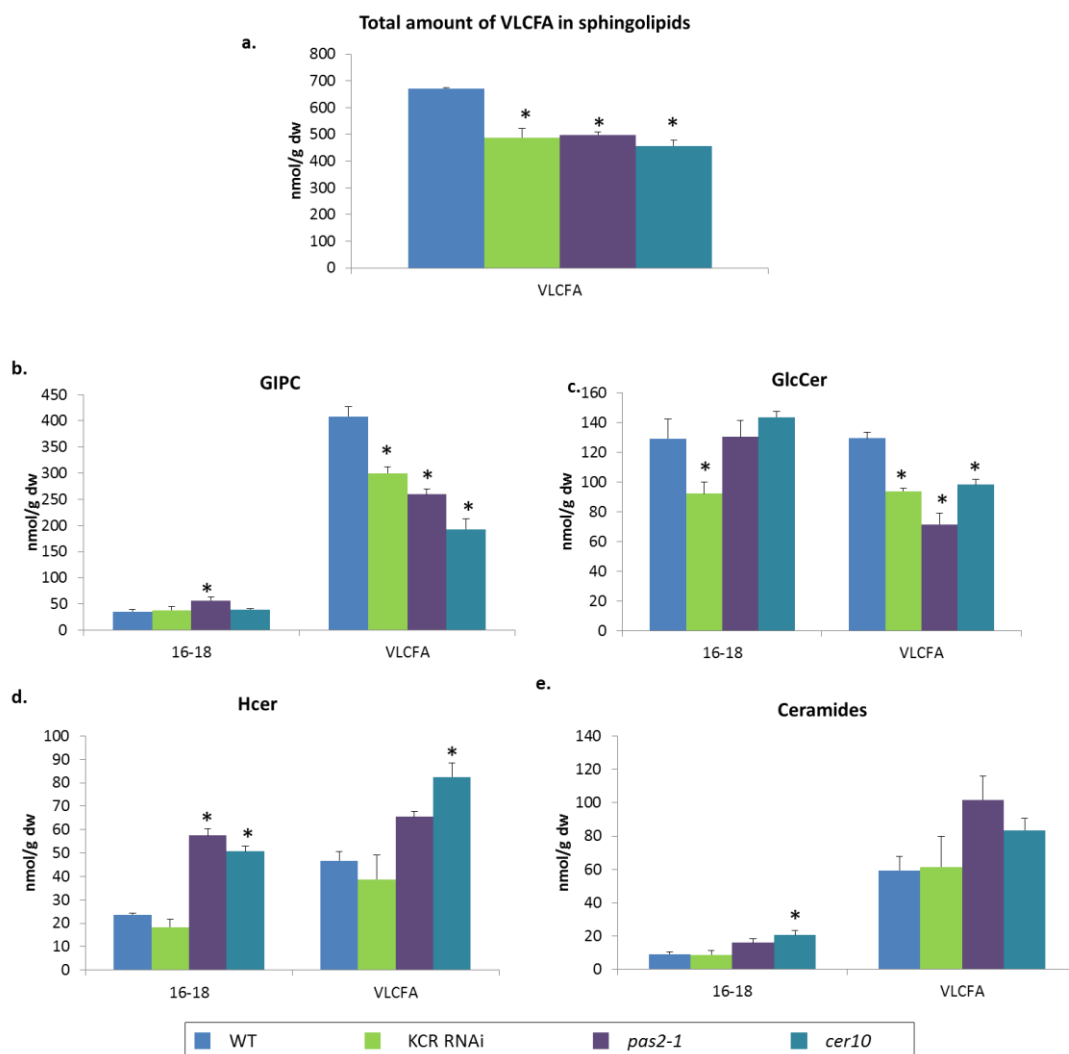 Total amount of VLCFA in sphingolipids
a.
800
700
600
500
400
300
200
100
0
nmol/g dw
* * *
VLCFA
b.
GIPC
450
400
350
300
250
200
150
100
50
0
nmol/g dw
* * * *
16-18 VLCFA
c.
GlcCer
160
140
120
100
80
60
40
20
0
nmol/g dw
* * * *
16-18 VLCFA
d.
Hcer
100
90
80
70
60
50
40
30
20
10
0
nmol/g dw
* * *
16-18 VLCFA
e.
Ceramides
140
120
100
80
60
40
20
0
nmol/g dw
*
16-18 VLCFA
WT KCR RNAi pas2-1 cer10